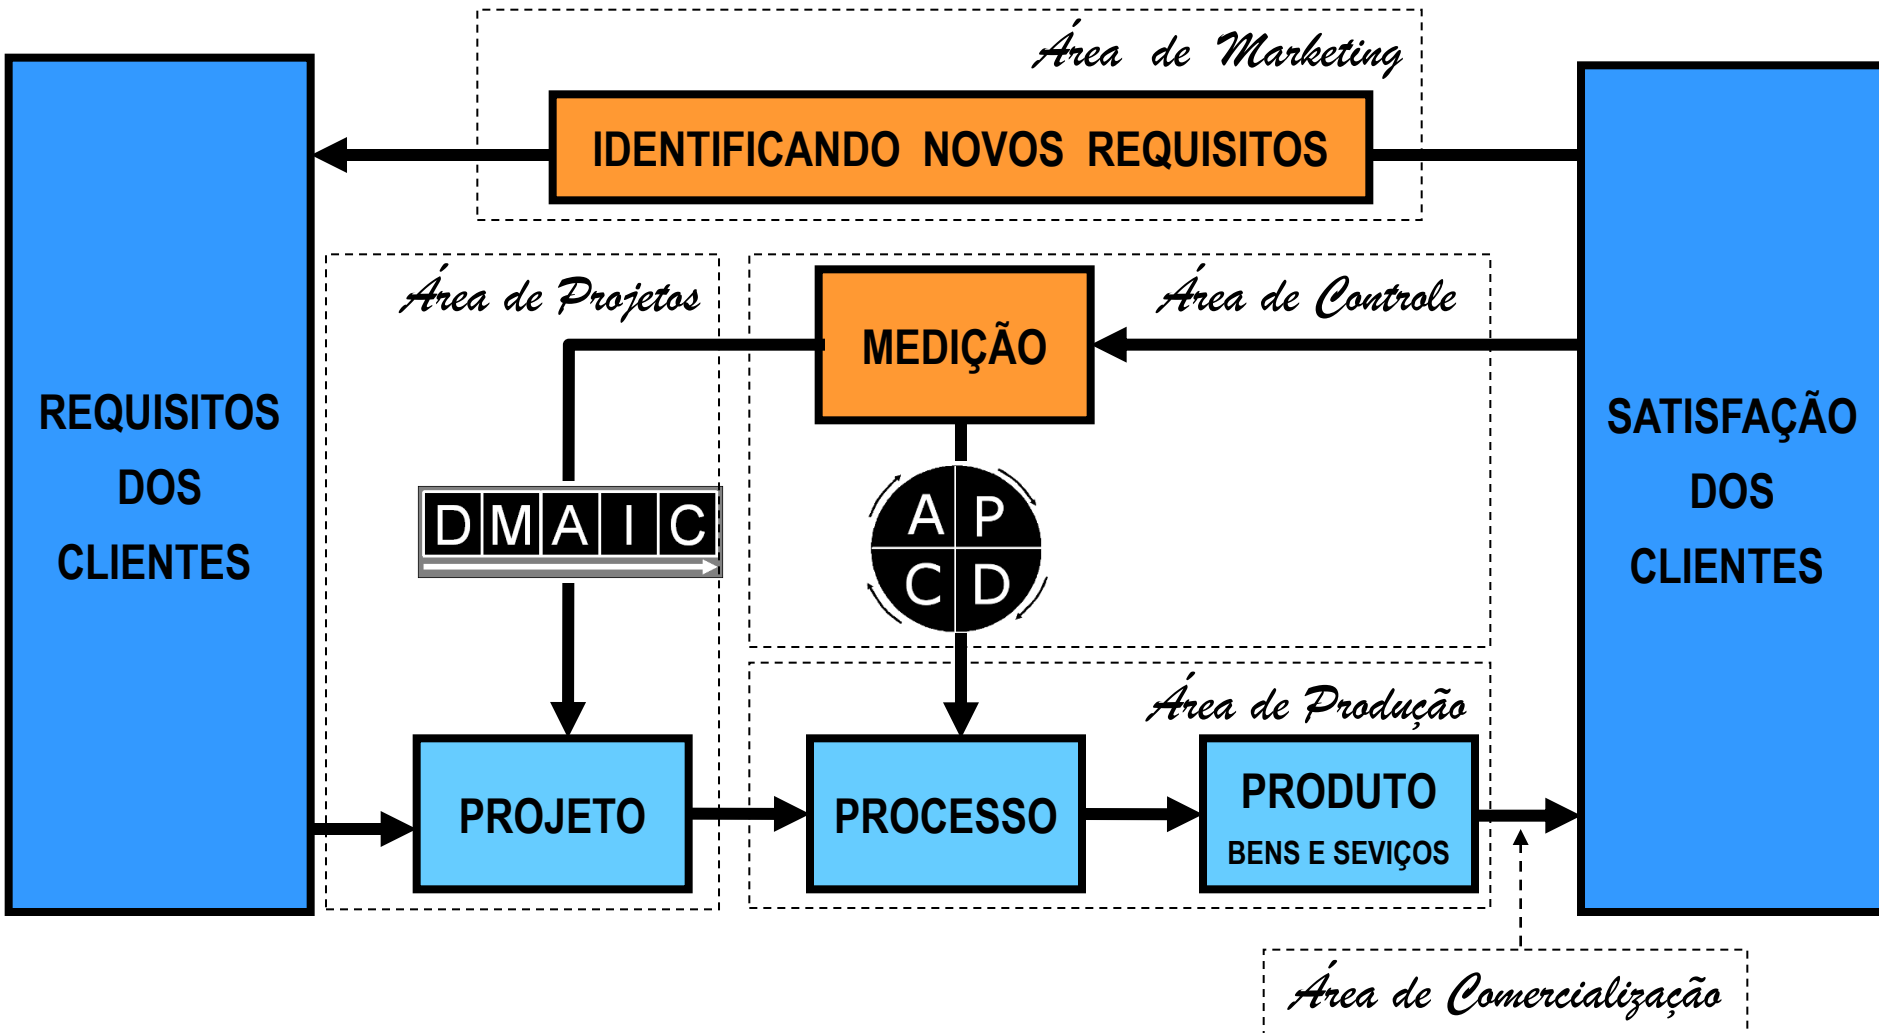 Área de Marketing
IDENTIFICANDO NOVOS REQUISITOS
REQUISITOS
DOS
CLIENTES
Área de Projetos
DMAIC
PROJETO
Área de Controle
MEDIÇÃO
A P
C D
Área de Produção
PROCESSO
PRODUTO
BENS E SEVIÇOS
SATISFAÇÃO
DOS
CLIENTES
Área de Comercialização